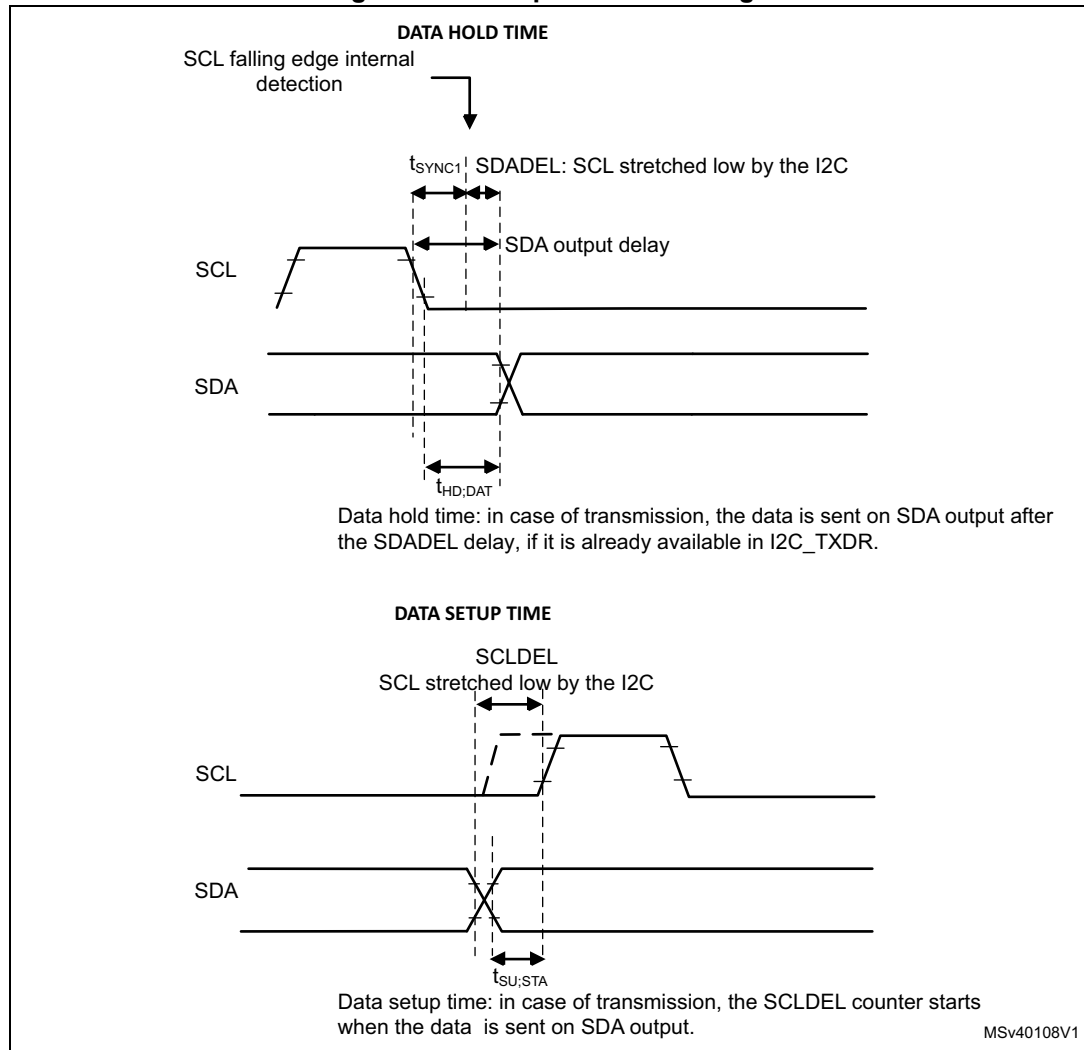 DATA HOLD TIME
SCL falling edge internal
detection
tSYNC1
SDADEL: SCL stretched low by the I2C
SDA output delay
SCL
SDA
tHD;DAT
Data hold time: in case of transmission, the data is sent on SDA output after
the SDADEL delay, if it is already available in I2C_TXDR.
DATA SETUP TIME
SCLDEL
SCL stretched low by the I2C
SCL
SDA
tSU;STA
Data setup time: in case of transmission, the SCLDEL counter starts
when the data is sent on SDA output.
MSv40108V1